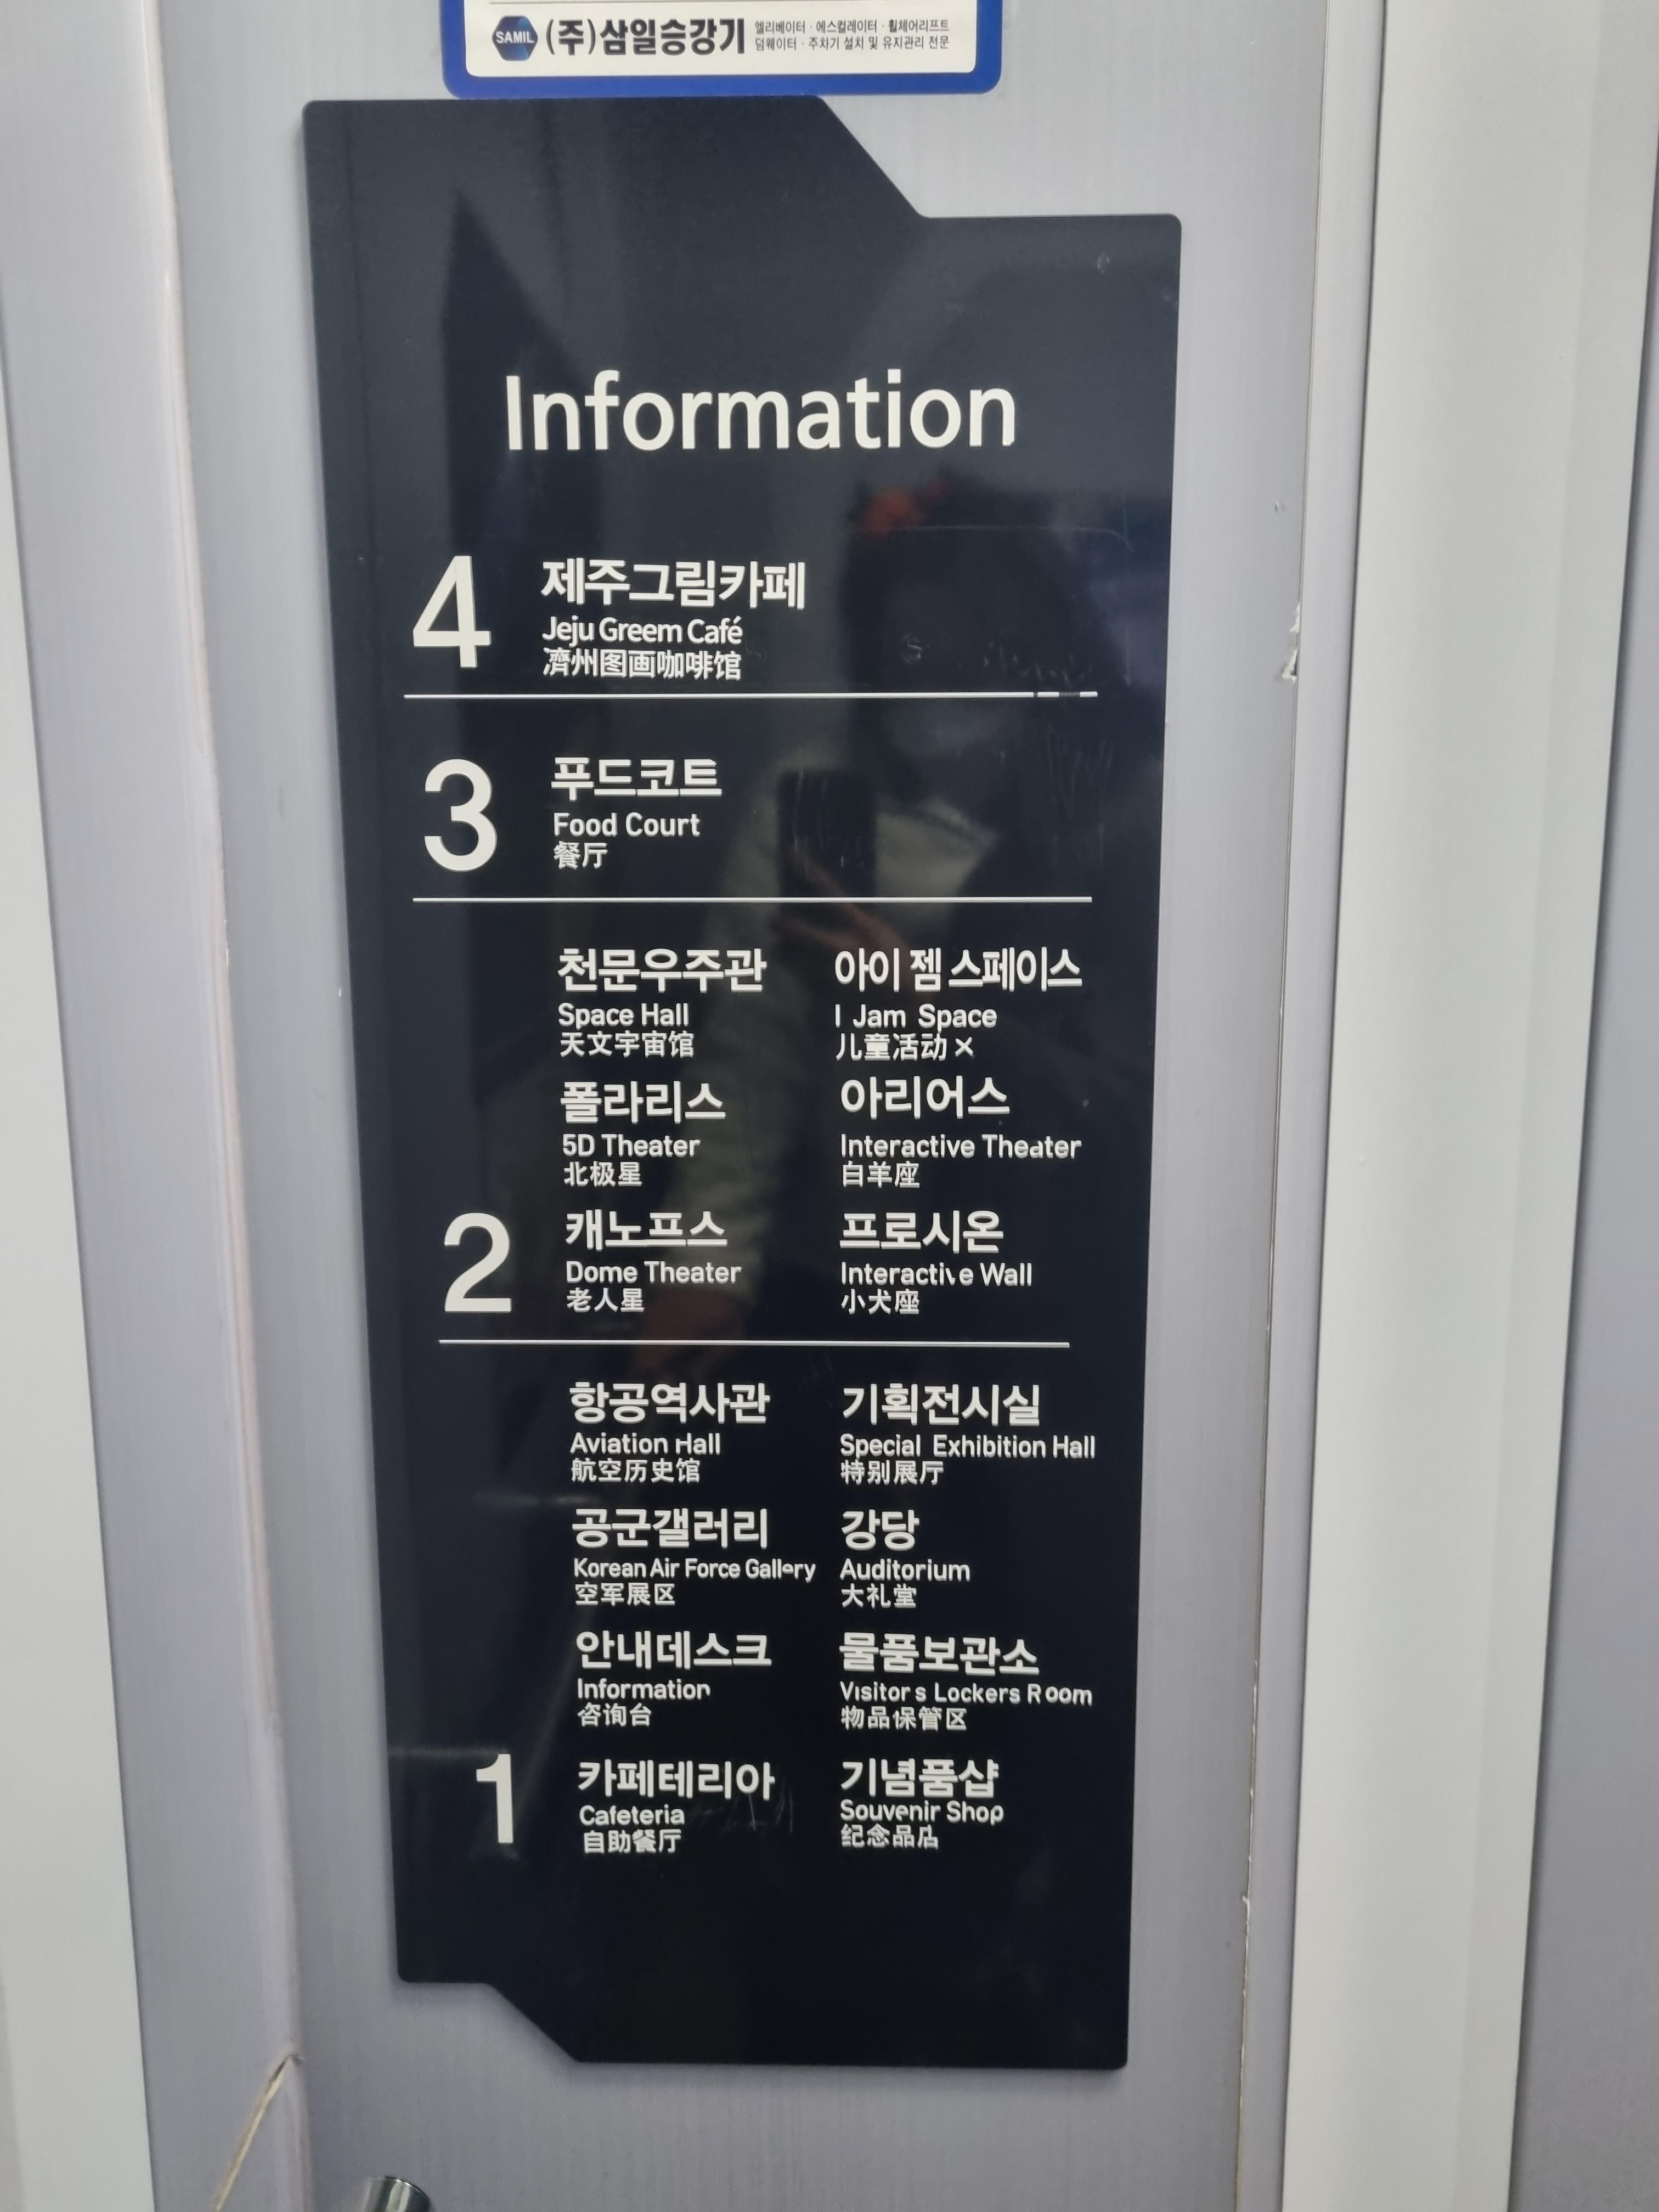 SAMIL (주)삼일승강기
엘리베이터 · 에스컬레이터 · 휠체어리프트
덤웨이터 · 주차기 설치 및 유지관리 전문
Information
4
제주그림카페
Jeju Greem Café
濟州图画咖啡馆
3
푸드코트
Food Court
餐厅
2
천문우주관
Space Hall
天文宇宙馆
아이 젬 스페이스
I Jam Space
儿童活动 ×
폴라리스
5D Theater
北极星
아리어스
Interactive Theater
白羊座
캐노프스
Dome Theater
老人星
프로시온
Interactive Wall
小犬座
1
항공역사관
Aviation Hall
航空历史馆
기획전시실
Special Exhibition Hall
特别展厅
공군갤러리
Korean Air Force Gallery
空军展区
강당
Auditorium
大礼堂
안내데스크
Information
咨询台
물품보관소
Visitor s Lockers Room
物品保管区
카페테리아
Cafeteria
自助餐厅
기념품샵
Souvenir Shop
纪念品店